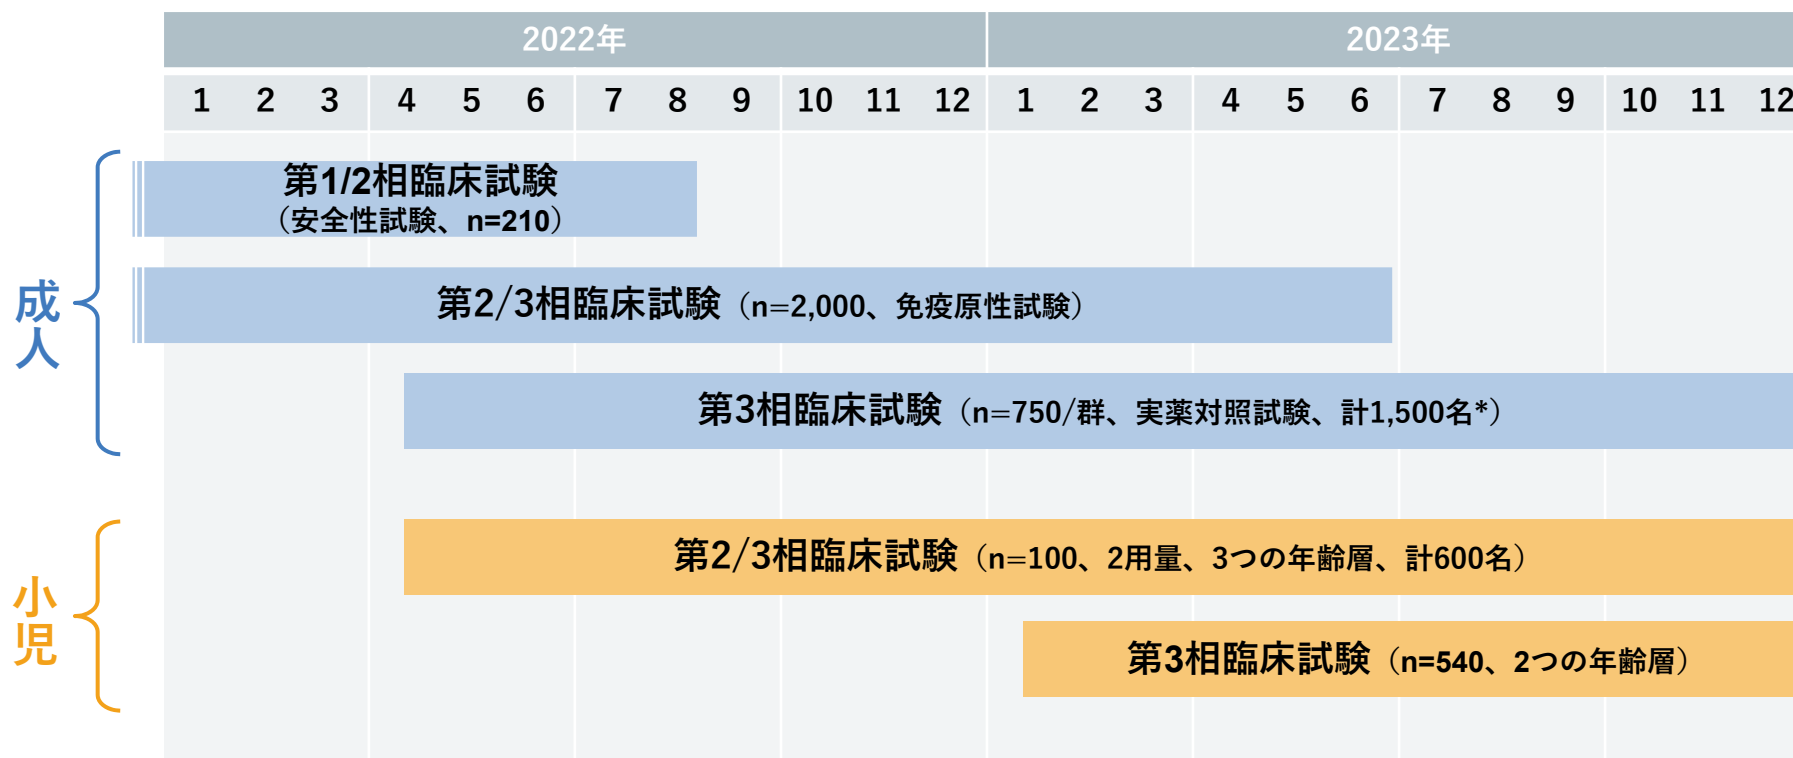 2022年 2023年
1 2 3 4 5 6 7 8 9 10 11 12 1 2 3 4 5 6 7 8 9 10 11 12
成人
第1/2相臨床試験
（安全性試験、n=210）
第2/3相臨床試験（n=2,000、免疫原性試験）
第3相臨床試験（n=750/群、実薬対照試験、計1,500名*）
小児
第2/3相臨床試験（n=100、2用量、3つの年齢層、計600名）
第3相臨床試験（n=540、2つの年齢層）